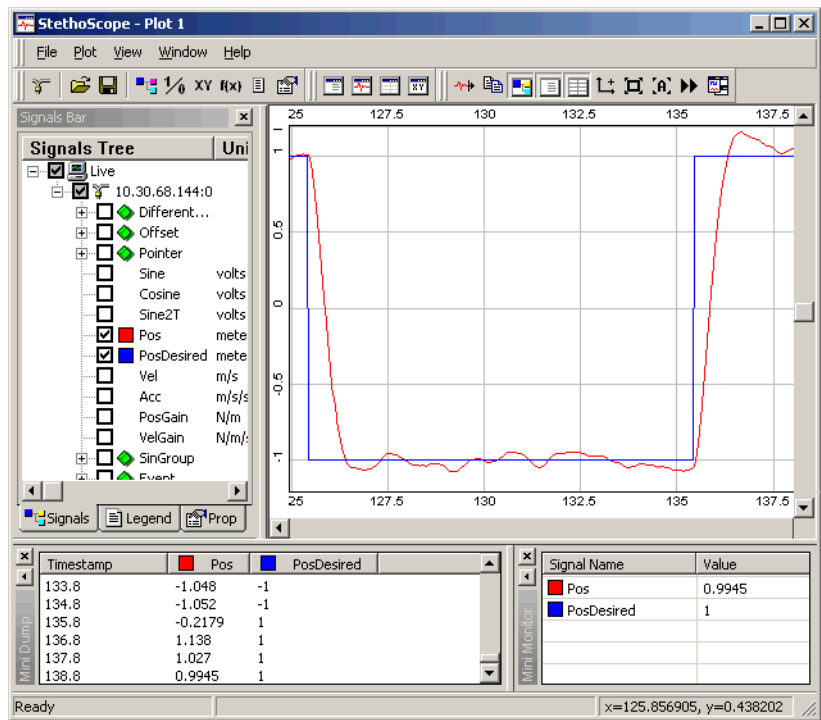 StethoScope - Plot 1
File Plot View Window Help
1/0 XY f(x) XY [A]
Signals Bar
Signals Tree Uni
Live
10.30.68.144:0
Different...
Offset
Pointer
Sine volts
Cosine volts
Sine2T volts
Pos mete
PosDesired mete
Vel m/s
Acc m/s/s
PosGain N/m
VelGain N/m/
SinGroup
Event
Signals Legend Prop
25 127.5 130 132.5 135 137.5
1
0.5
0
-0.5
-1
25 127.5 130 132.5 135 137.5
Mini Dump
Timestamp Pos PosDesired
133.8 -1.048 -1
134.8 -1.052 -1
135.8 -0.2179 1
136.8 1.138 1
137.8 1.027 1
138.8 0.9945 1
Mini Monitor
Signal Name Value
Pos 0.9945
PosDesired 1
Ready x=125.856905, y=0.438202